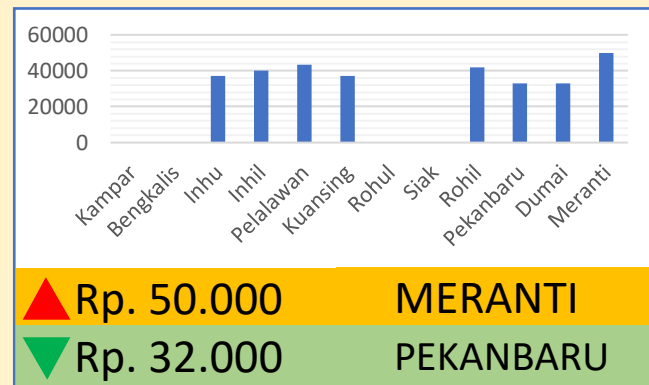 60000
40000
20000
0
Kampar
Bengkalis
Inhu
Inhil
Pelalawan
Kuansing
Rohul
Siak
Rohil
Pekanbaru
Dumai
Meranti
Rp. 50.000 MERANTI
Rp. 32.000 PEKANBARU